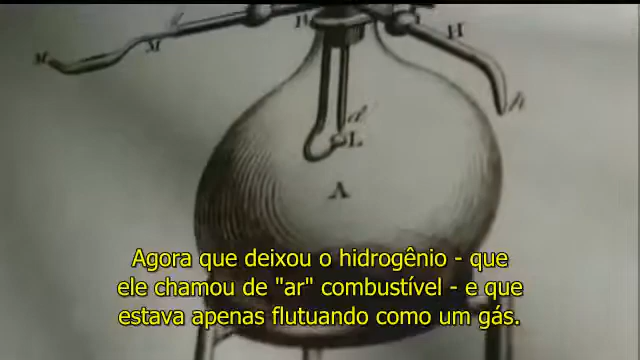 M
M
H
h
d
L
A
Agora que deixou o hidrogênio - que
ele chamou de "ar" combustível - e que
estava apenas flutuando como um gás.